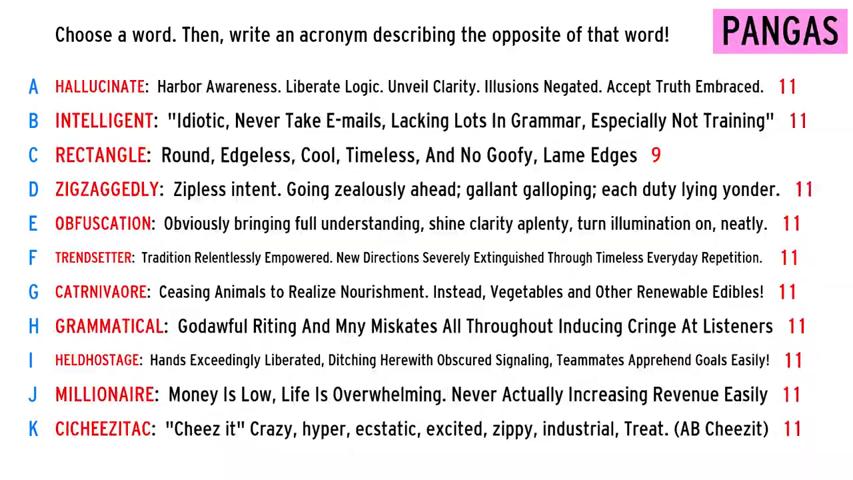 Choose a word. Then, write an acronym describing the opposite of that word! PANGAS
A HALLUCINATE: Harbor Awareness. Liberate Logic. Unveil Clarity. Illusions Negated. Accept Truth Embraced. 11
B INTELLIGENT: "Idiotic, Never Take E-mails, Lacking Lots In Grammar, Especially Not Training" 11
C RECTANGLE: Round, Edgeless, Cool, Timeless, And No Goofy, Lame Edges 9
D ZIGZAGGEDLY: Zipless intent. Going zealously ahead; gallant galloping; each duty lying yonder. 11
E OBFUSCATION: Obviously bringing full understanding, shine clarity aplenty, turn illumination on, neatly. 11
F TRENDSETTER: Tradition Relentlessly Empowered. New Directions Severely Extinguished Through Timeless Everyday Repetition. 11
G CATRNIVAORE: Ceasing Animals to Realize Nourishment. Instead, Vegetables and Other Renewable Edibles! 11
H GRAMMATICAL: Godawful Riting And Mny Miskates All Throughout Inducing Cringe At Listeners 11
I HELDHOSTAGE: Hands Exceedingly Liberated, Ditching Herewith Obscured Signaling, Teammates Apprehend Goals Easily! 11
J MILLIONAIRE: Money Is Low, Life Is Overwhelming. Never Actually Increasing Revenue Easily 11
K CICHEEZITAC: "Cheez it" Crazy, hyper, ecstatic, excited, zippy, industrial, Treat. (AB Cheezit) 11